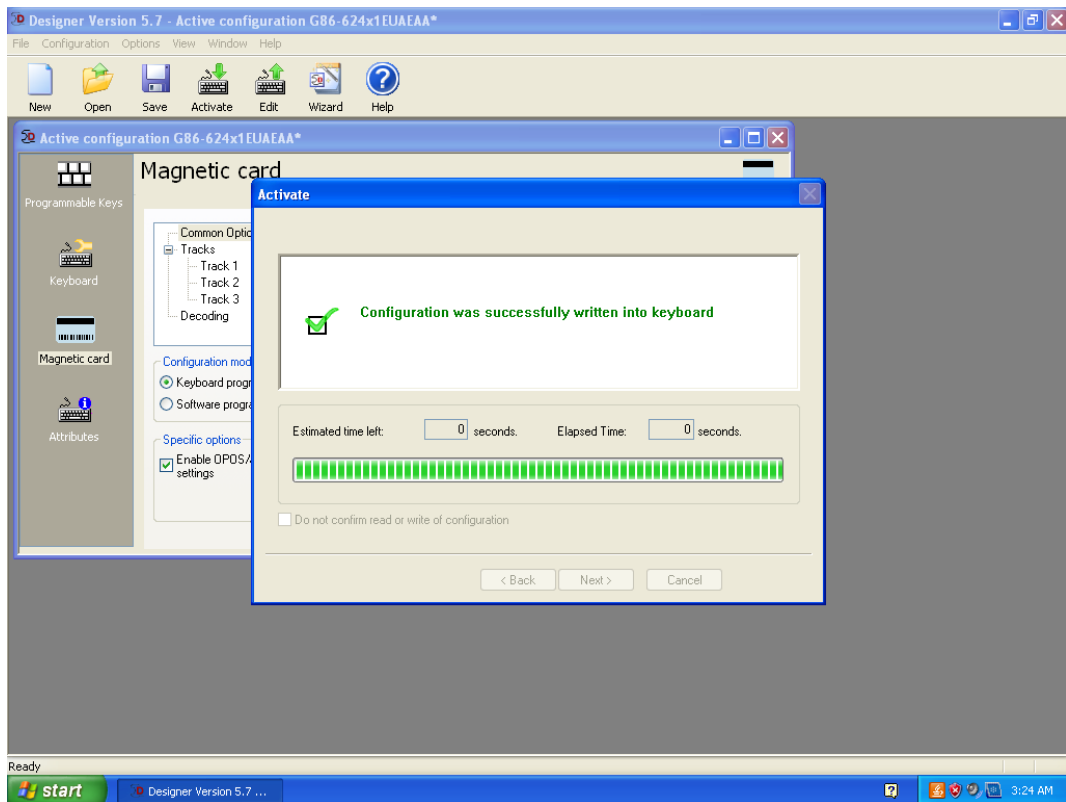 Designer Version 5.7 - Active configuration G86-624x1EUAEAA*
File Configuration Options View Window Help
New Open Save Activate Edit Wizard Help
Active configuration G86-624x1EUAEAA*
Programmable Keys
Keyboard
Magnetic card
Attributes
Magnetic card
Common Optio
Tracks
Track 1
Track 2
Track 3
Decoding
Configuration mod
Keyboard progr
Software progra
Specific options
Enable OPOS/
settings
Activate
Configuration was successfully written into keyboard
Estimated time left: 0 seconds. Elapsed Time: 0 seconds.
Do not confirm read or write of configuration
< Back Next > Cancel
Ready
start Designer Version 5.7 ... 3:24 AM